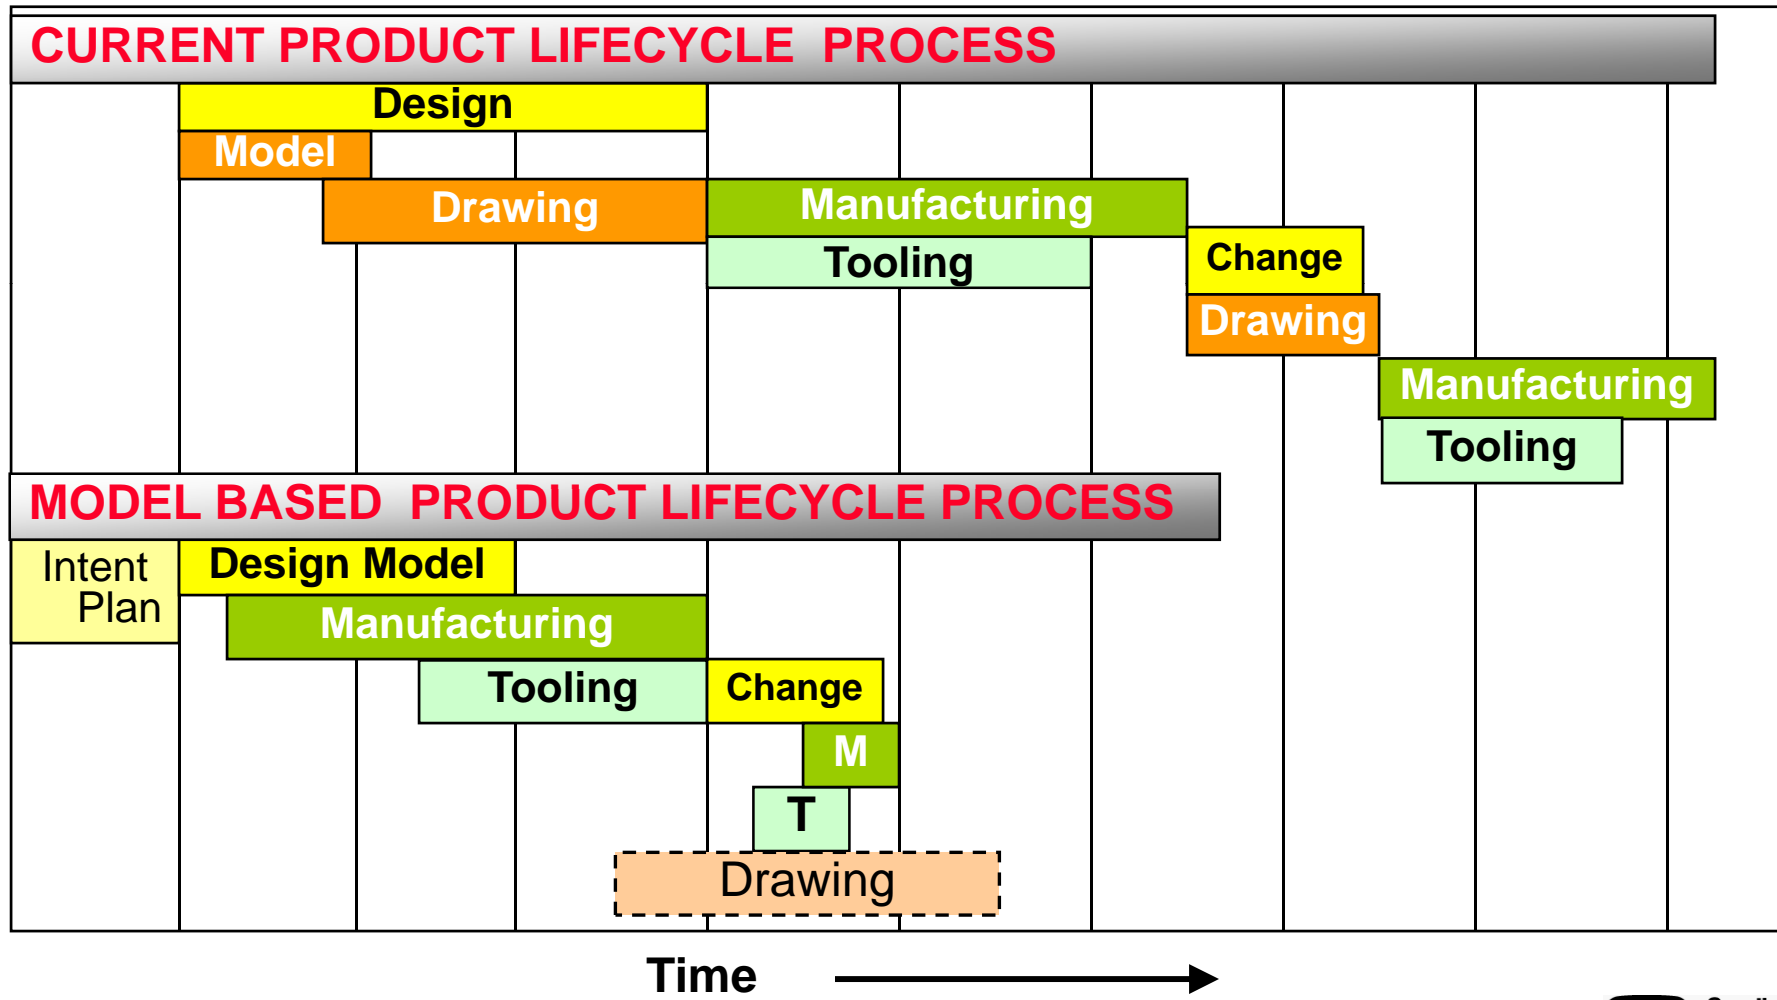 CURRENT PRODUCT LIFECYCLE PROCESS
Design
Model
Drawing
Manufacturing
Tooling
Change
Drawing
Manufacturing
Tooling
MODEL BASED PRODUCT LIFECYCLE PROCESS
Intent
Plan
Design Model
Manufacturing
Tooling
Change
M
T
Drawing
Time